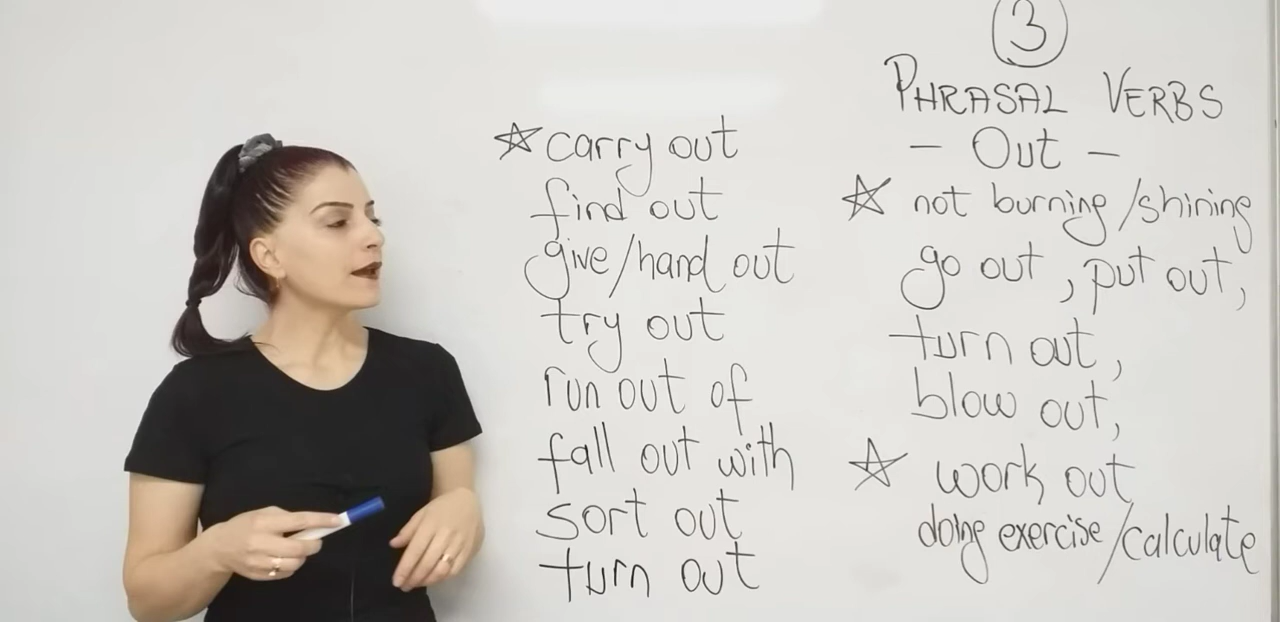 3
PHRASAL VERBS
- Out -
☆ not burning/shining
go out, put out,
turn out,
blow out,
☆ work out
doing exercise/calculate
☆ carry out
find out
give/hand out
try out
run out of
fall out with
sort out
turn out